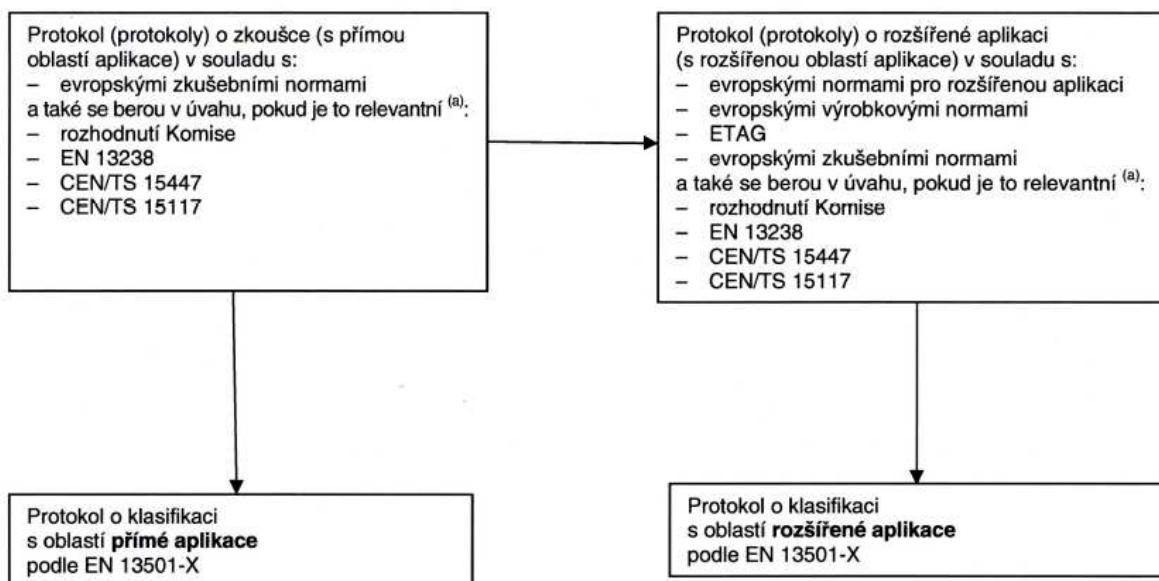 Protokol (protokoly) o zkoušce (s přímou
oblastí aplikace) v souladu s:
– evropskými zkušebními normami
a také se berou v úvahu, pokud je to relevantní (a):
– rozhodnutí Komise
– EN 13238
– CEN/TS 15447
– CEN/TS 15117
Protokol (protokoly) o rozšířené aplikaci
(s rozšířenou oblastí aplikace) v souladu s:
– evropskými normami pro rozšířenou aplikaci
– evropskými výrobkovými normami
– ETAG
– evropskými zkušebními normami
a také se berou v úvahu, pokud je to relevantní (a):
– rozhodnutí Komise
– EN 13238
– CEN/TS 15447
– CEN/TS 15117
Protokol o klasifikaci
s oblastí přímé aplikace
podle EN 13501-X
Protokol o klasifikaci
s oblastí rozšířené aplikace
podle EN 13501-X